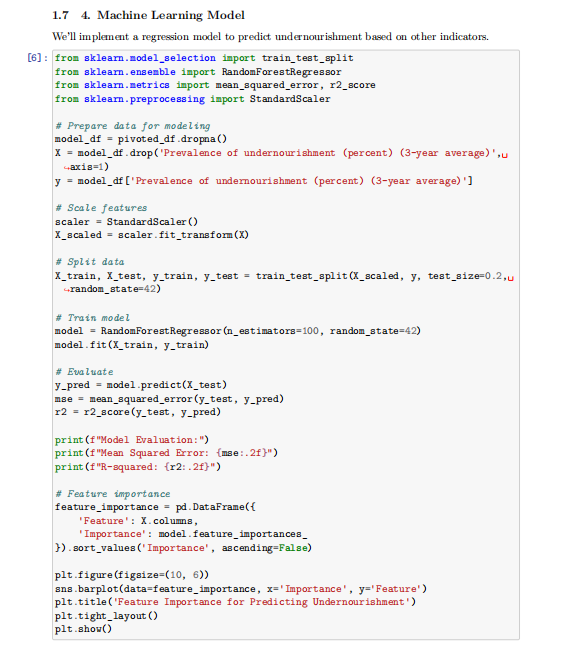 1.7 4. Machine Learning Model
We'll implement a regression model to predict undernourishment based on other indicators.
[6]: from sklearn.model_selection import train_test_split
from sklearn.ensemble import RandomForestRegressor
from sklearn.metrics import mean_squared_error, r2_score
from sklearn.preprocessing import StandardScaler
# Prepare data for modeling
model_df = pivoted_df.dropna()
X = model_df.drop('Prevalence of undernourishment (percent) (3-year average)',␣
↪axis=1)
y = model_df['Prevalence of undernourishment (percent) (3-year average)']
# Scale features
scaler = StandardScaler()
X_scaled = scaler.fit_transform(X)
# Split data
X_train, X_test, y_train, y_test = train_test_split(X_scaled, y, test_size=0.2,␣
↪random_state=42)
# Train model
model = RandomForestRegressor(n_estimators=100, random_state=42)
model.fit(X_train, y_train)
# Evaluate
y_pred = model.predict(X_test)
mse = mean_squared_error(y_test, y_pred)
r2 = r2_score(y_test, y_pred)
print(f"Model Evaluation:")
print(f"Mean Squared Error: {mse:.2f}")
print(f"R-squared: {r2:.2f}")
# Feature importance
feature_importance = pd.DataFrame({
'Feature': X.columns,
'Importance': model.feature_importances_
}).sort_values('Importance', ascending=False)
plt.figure(figsize=(10, 6))
sns.barplot(data=feature_importance, x='Importance', y='Feature')
plt.title('Feature Importance for Predicting Undernourishment')
plt.tight_layout()
plt.show()